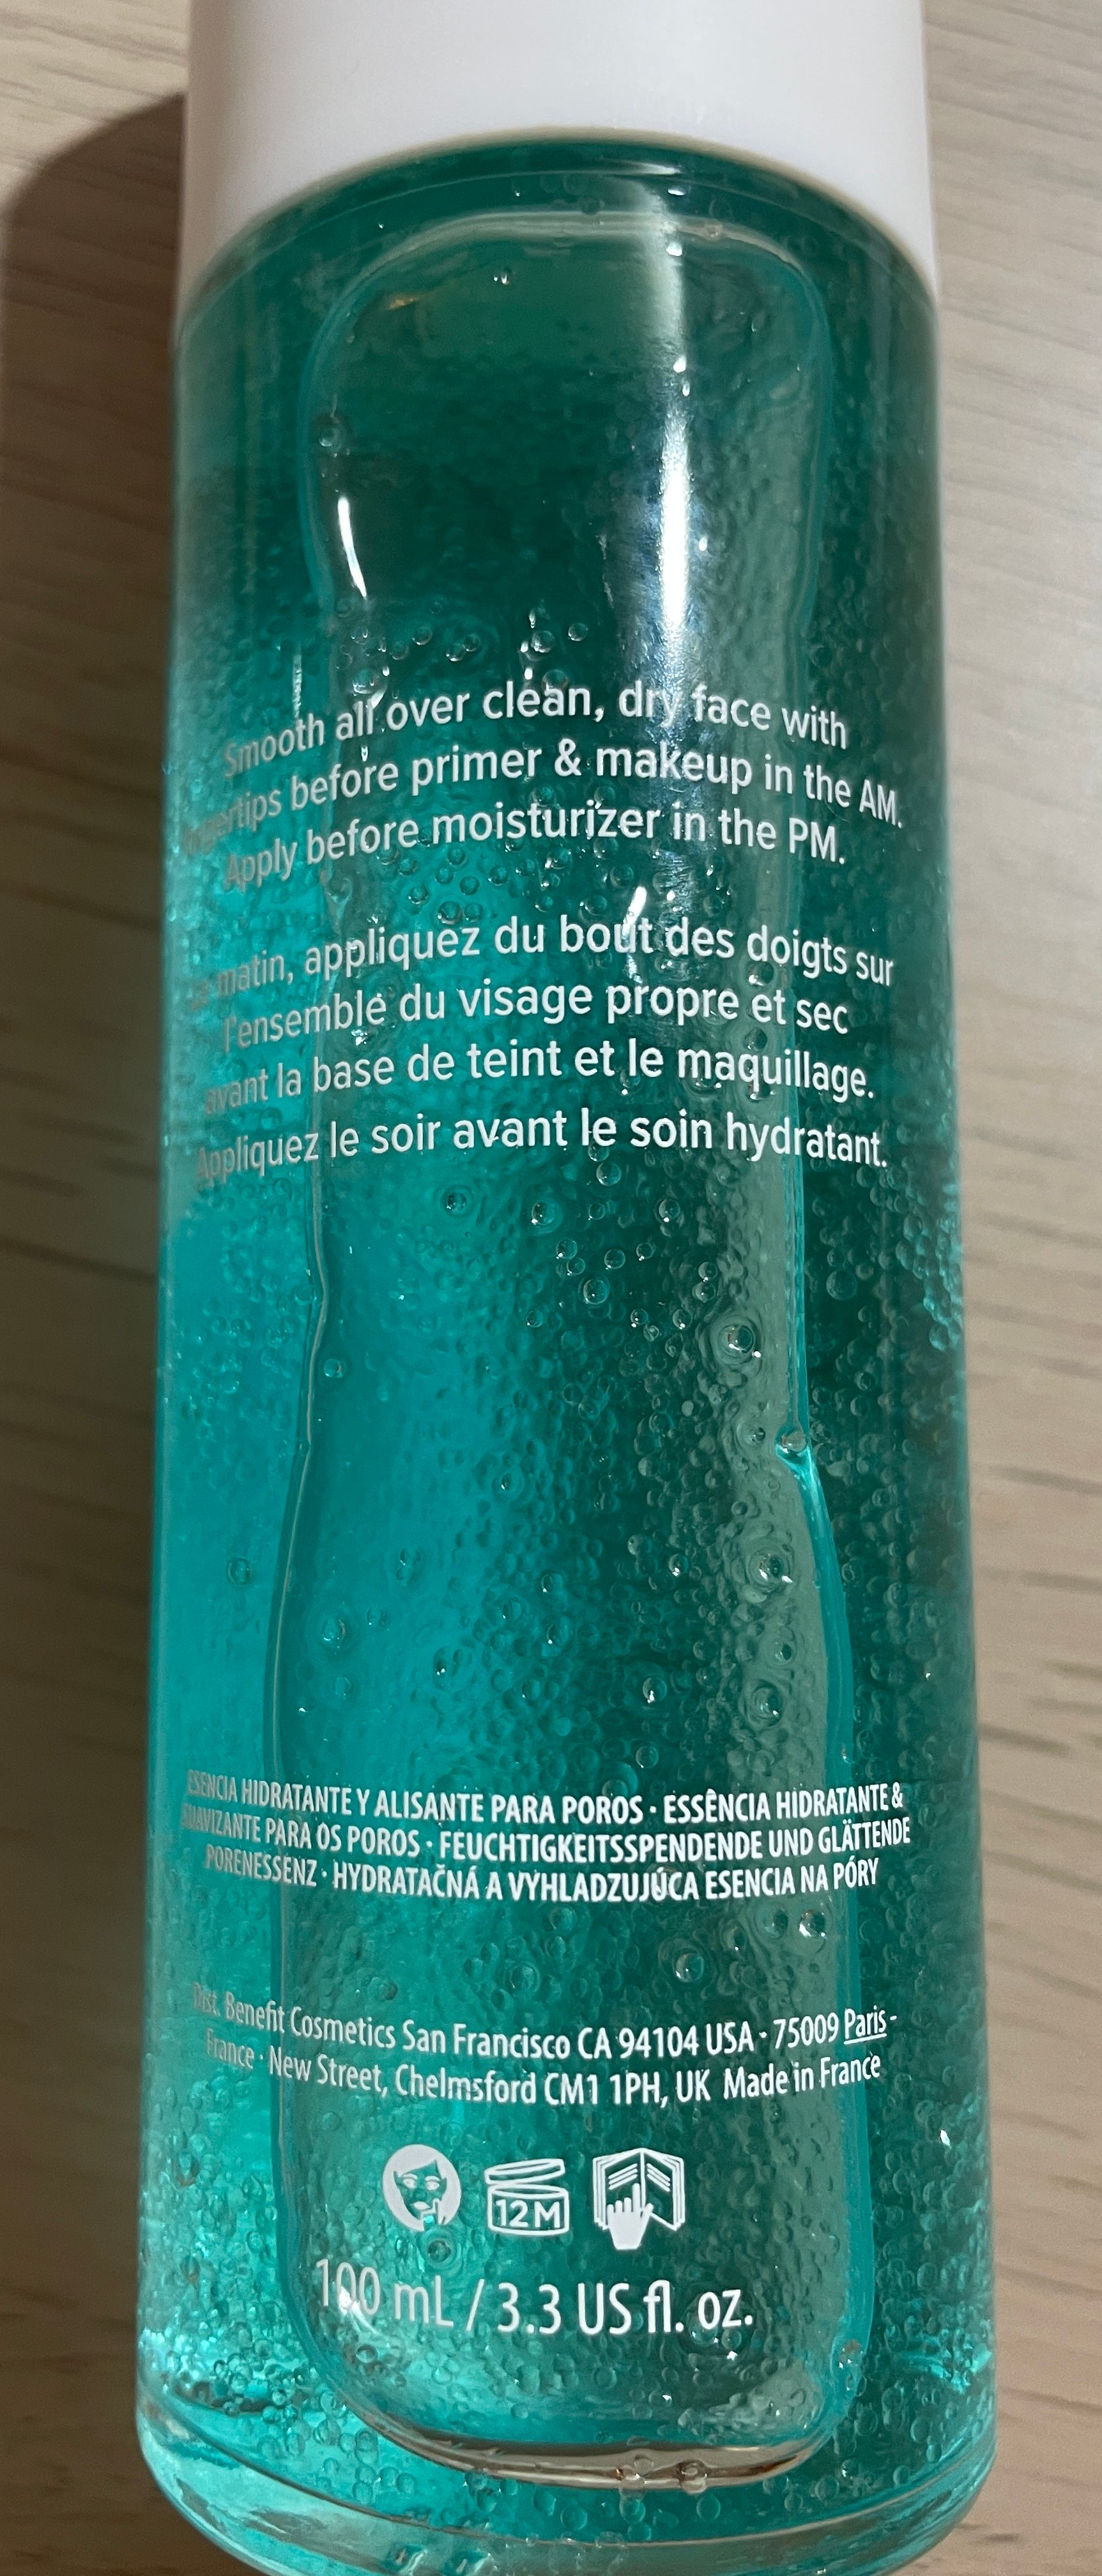 Smooth all over clean, dry face with
fingertips before primer & makeup in the AM.
Apply before moisturizer in the PM.
Le matin, appliquez du bout des doigts sur
l'ensemble du visage propre et sec
avant la base de teint et le maquillage.
Appliquez le soir avant le soin hydratant.
ESENCIA HIDRATANTE Y ALISANTE PARA POROS · ESSÊNCIA HIDRATANTE &
SUAVIZANTE PARA OS POROS · FEUCHTIGKEITSSPENDENDE UND GLÄTTENDE
PORENESSENZ · HYDRATAČNÁ A VYHLADZUJÚCA ESENCIA NA PÓRY
Dist. Benefit Cosmetics San Francisco CA 94104 USA · 75009 Paris -
France · New Street, Chelmsford CM1 1PH, UK Made in France
12M
100 mL / 3.3 US fl. oz.